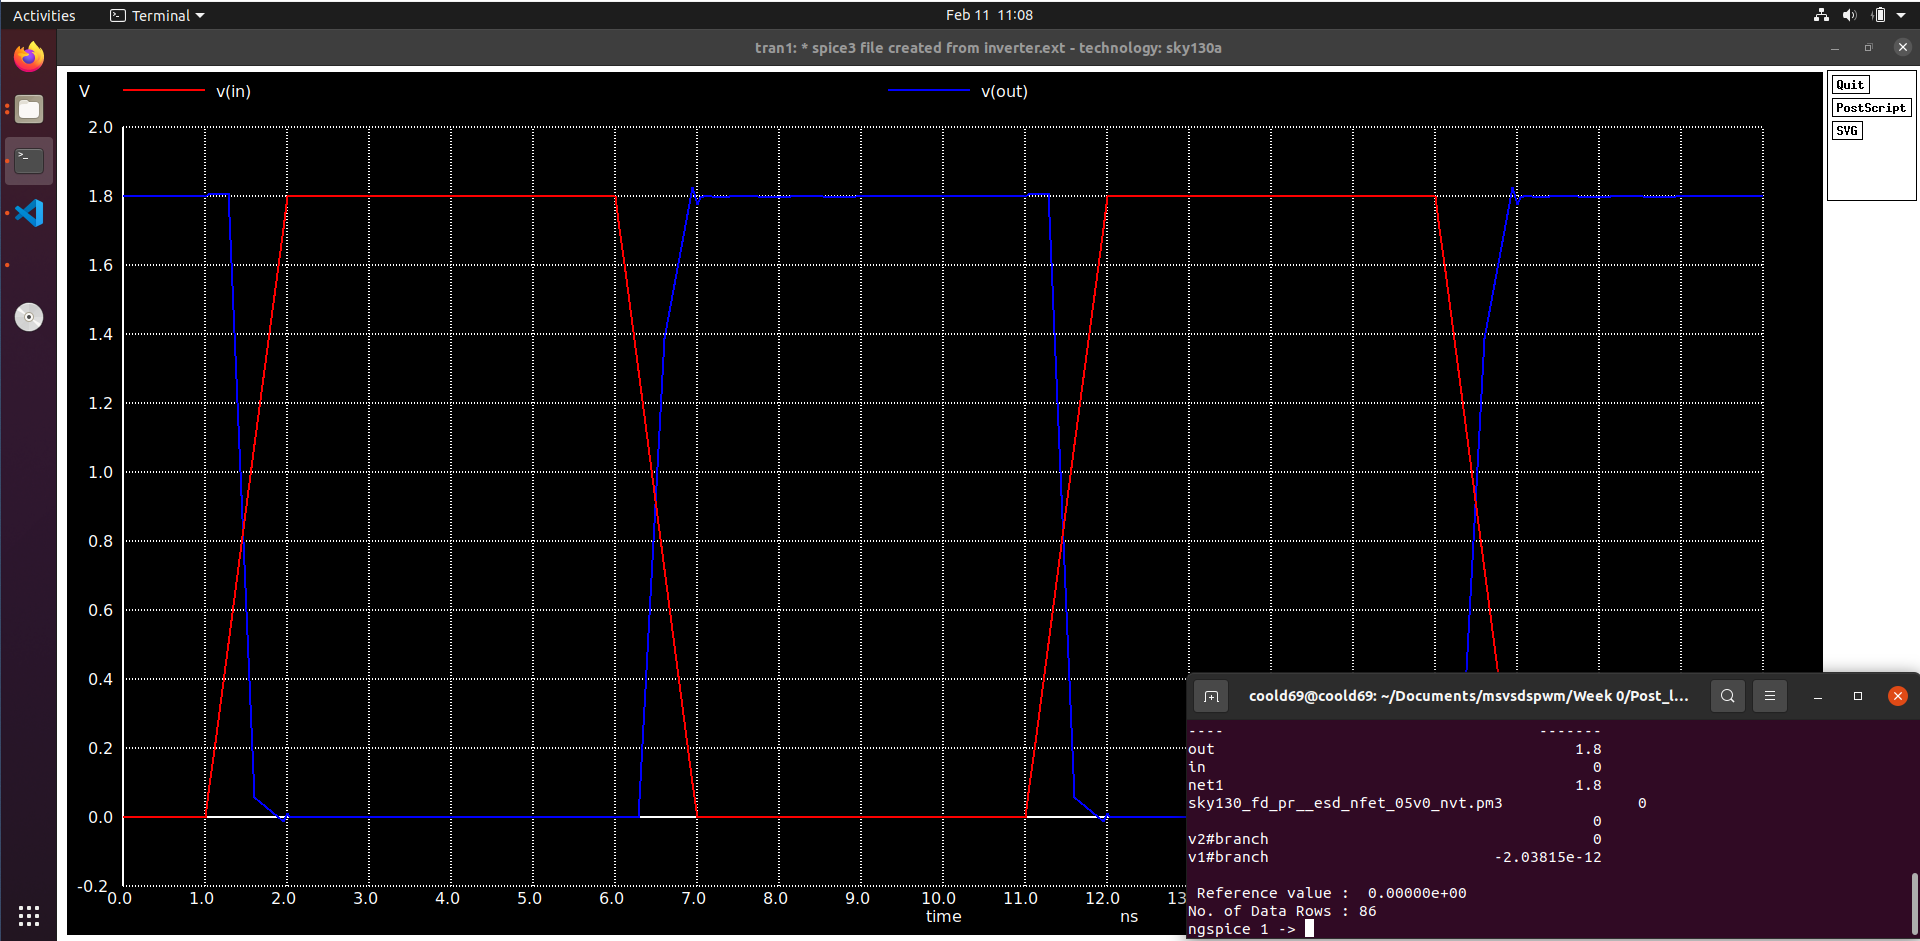 Activities
Terminal
Feb 11 11:08
tran1: * spice3 file created from inverter.ext - technology: sky130a
V
v(in)
v(out)
Quit
PostScript
SVG
2.0
1.8
1.6
1.4
1.2
1.0
0.8
0.6
0.4
0.2
0.0
-0.2
0.0 1.0 2.0 3.0 4.0 5.0 6.0 7.0 8.0 9.0 10.0 11.0 12.0 13
time ns
coold69@coold69: ~/Documents/msvsdspwm/Week 0/Post_l...
---- -------
out 1.8
in 0
net1 1.8
sky130_fd_pr__esd_nfet_05v0_nvt.pm3 0
0
v2#branch 0
v1#branch -2.03815e-12
Reference value : 0.00000e+00
No. of Data Rows : 86
ngspice 1 ->